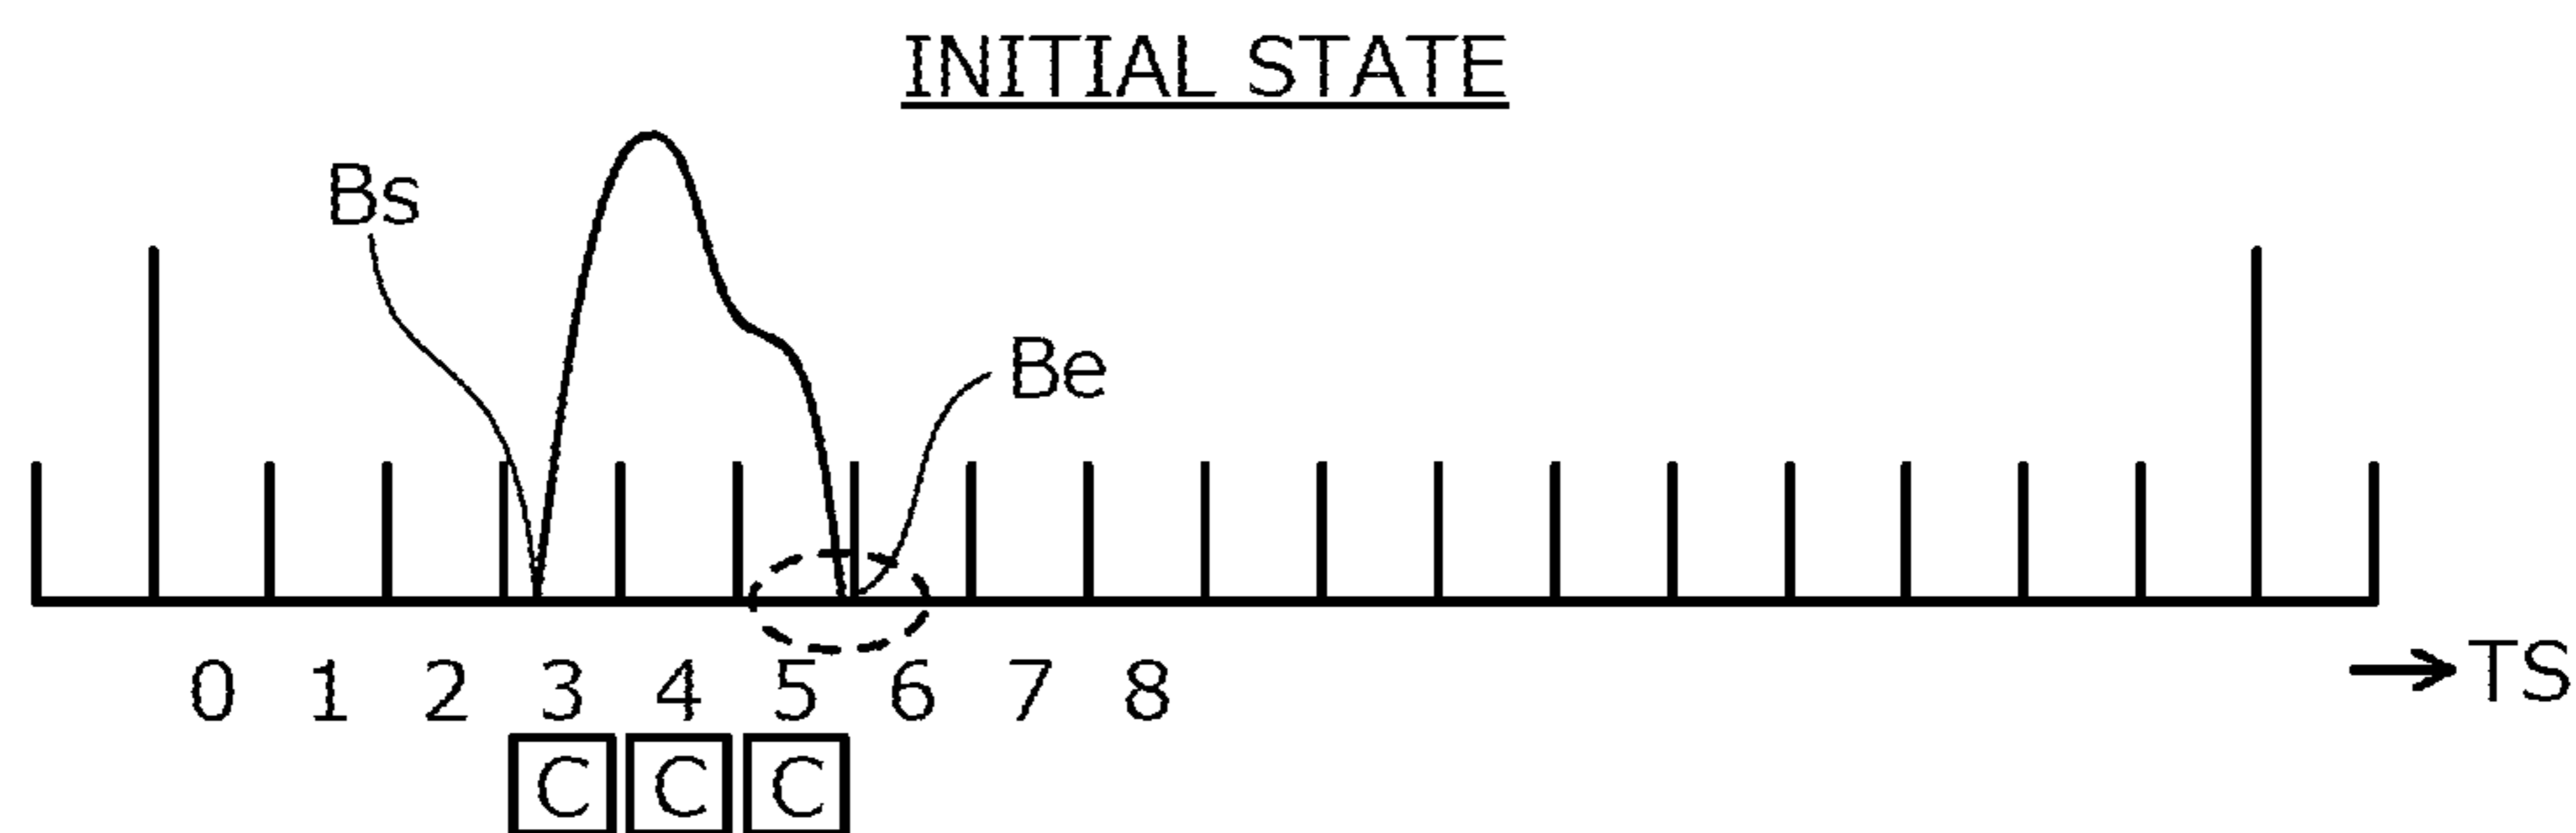 INITIAL STATE
Bs
Be
0 1 2 3 4 5 6 7 8 → TS
C C C